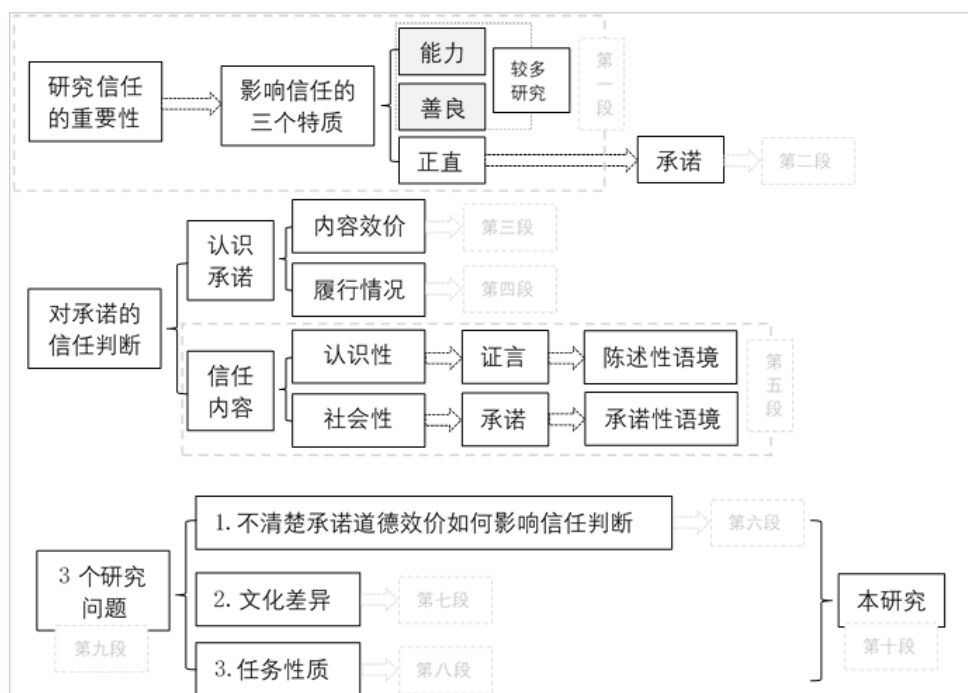 研究信任
的重要性
影响信任的
三个特质
能力
善良
正直
较多
研究
第一段
承诺
第二段
对承诺的
信任判断
认识
承诺
内容效价
第三段
履行情况
第四段
信任
内容
认识性
证言
陈述性语境
社会性
承诺
承诺性语境
第五段
3 个研究
问题
第九段
1. 不清楚承诺道德效价如何影响信任判断
第六段
2. 文化差异
第七段
3. 任务性质
第八段
本研究
第十段